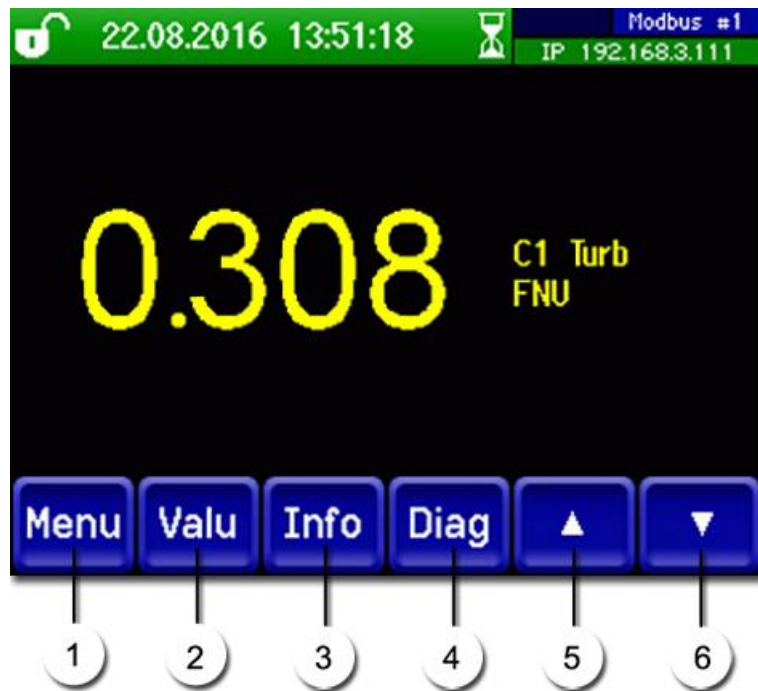 22.08.2016 13:51:18
Modbus #1
IP 192.168.3.111
0.308
C1 Turb
FNU
Menu Valu Info Diag ▲ ▼
1 2 3 4 5 6